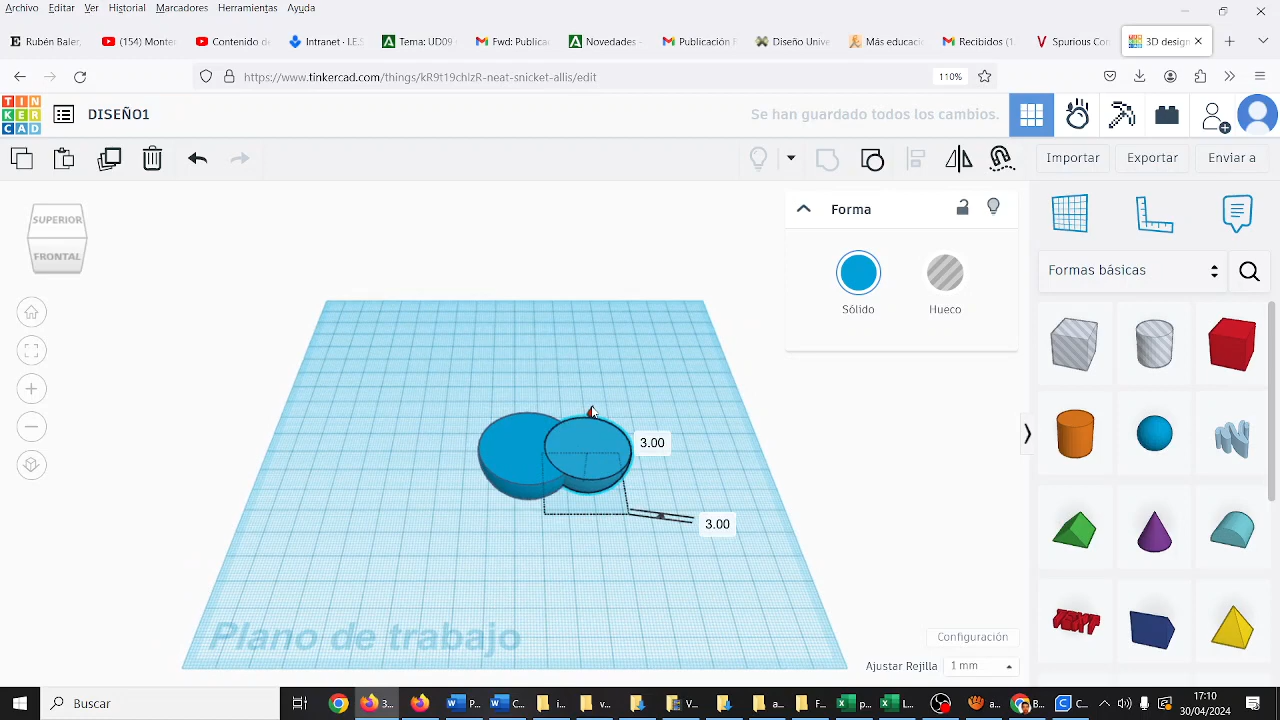 Archivo Editar Ver Historial Marcadores Herramientas Ayuda
Rubén Baler
(154) Monter
Contenido de
Intranet - I.E.S
Tema: UD09 -
Fwd: Publica
Novedades -
Publicación F
Diseño Unive
Más educaci
Recibidos (1.
Spurios Cor
3D design
https://www.tinkercad.com/things/kR9t19chlzR-neat-snicket-allis/edit
110%
TIN
KER
CAD
DISEÑO1
Se han guardado todos los cambios.
Importar
Exportar
Enviar a
SUPERIOR
FRONTAL
Forma
Sólido
Hueco
Formas básicas
TEXT
3.00
3.00
Plano de trabajo
Configuración
Ajustar Rejilla
1 mm
Buscar
17:10
30/04/2024